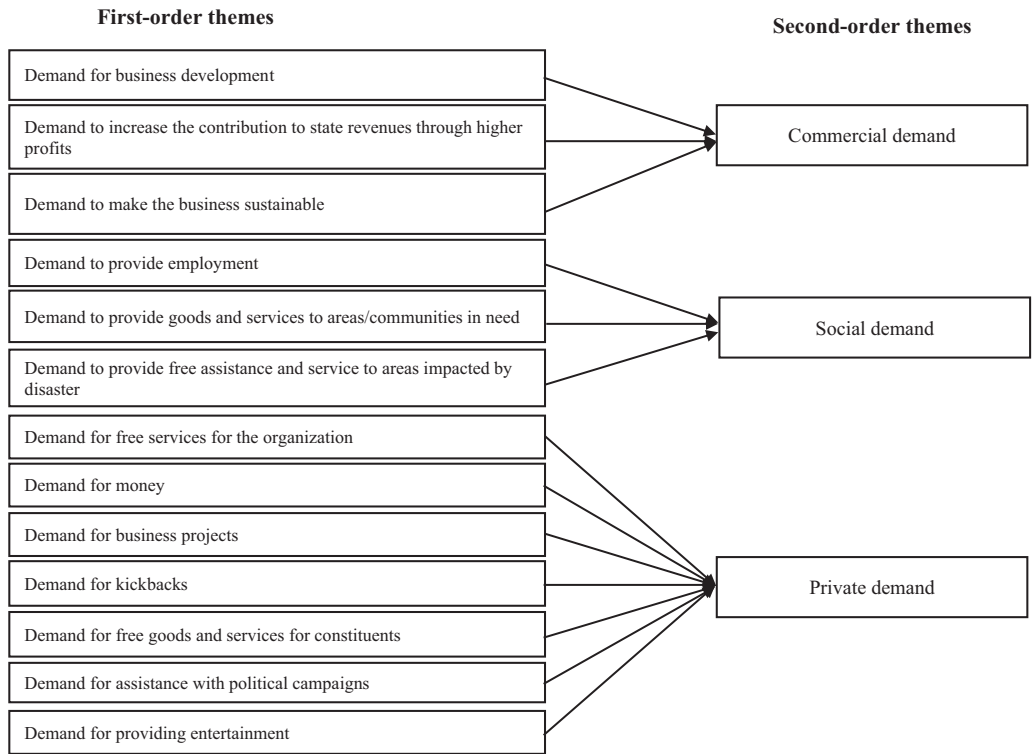 First-order themes
Second-order themes
Demand for business development
Demand to increase the contribution to state revenues through higher
profits
Demand to make the business sustainable
Commercial demand
Demand to provide employment
Demand to provide goods and services to areas/communities in need
Demand to provide free assistance and service to areas impacted by
disaster
Social demand
Demand for free services for the organization
Demand for money
Demand for business projects
Demand for kickbacks
Demand for free goods and services for constituents
Demand for assistance with political campaigns
Demand for providing entertainment
Private demand